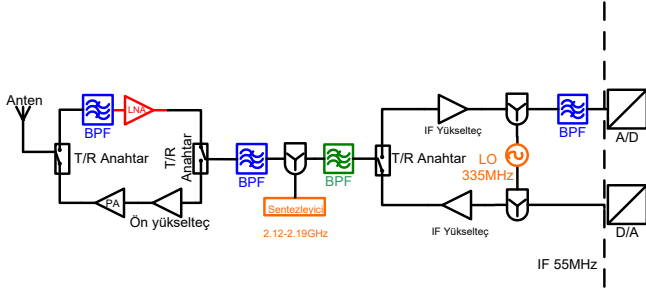 Anten
BPF
LNA
T/R Anahtar
T/R
Anahtar
PA
Ön yükselteç
BPF
Sentezleyici
2.12-2.19GHz
BPF
T/R Anahtar
IF Yükselteç
IF Yükselteç
LO
335MHz
BPF
A/D
D/A
IF 55MHz